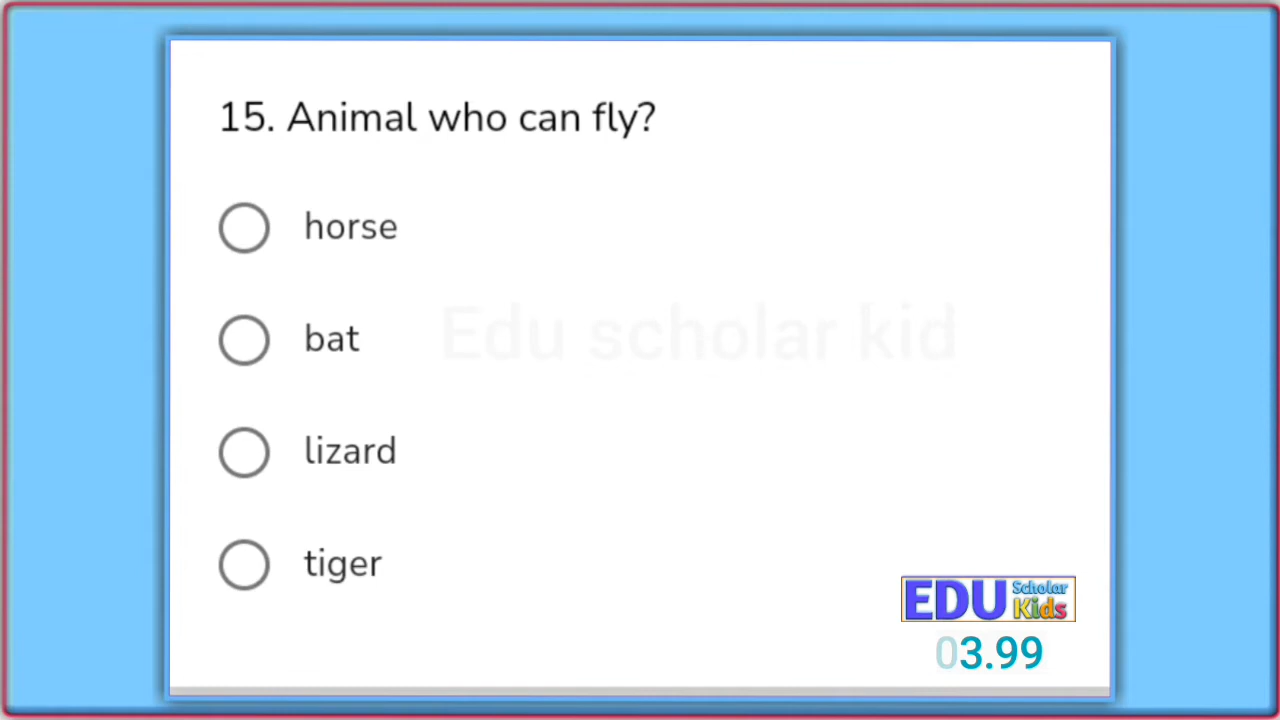 15. Animal who can fly?
horse
bat
Edu scholar kid
lizard
tiger
EDU Scholar Kids
03.99